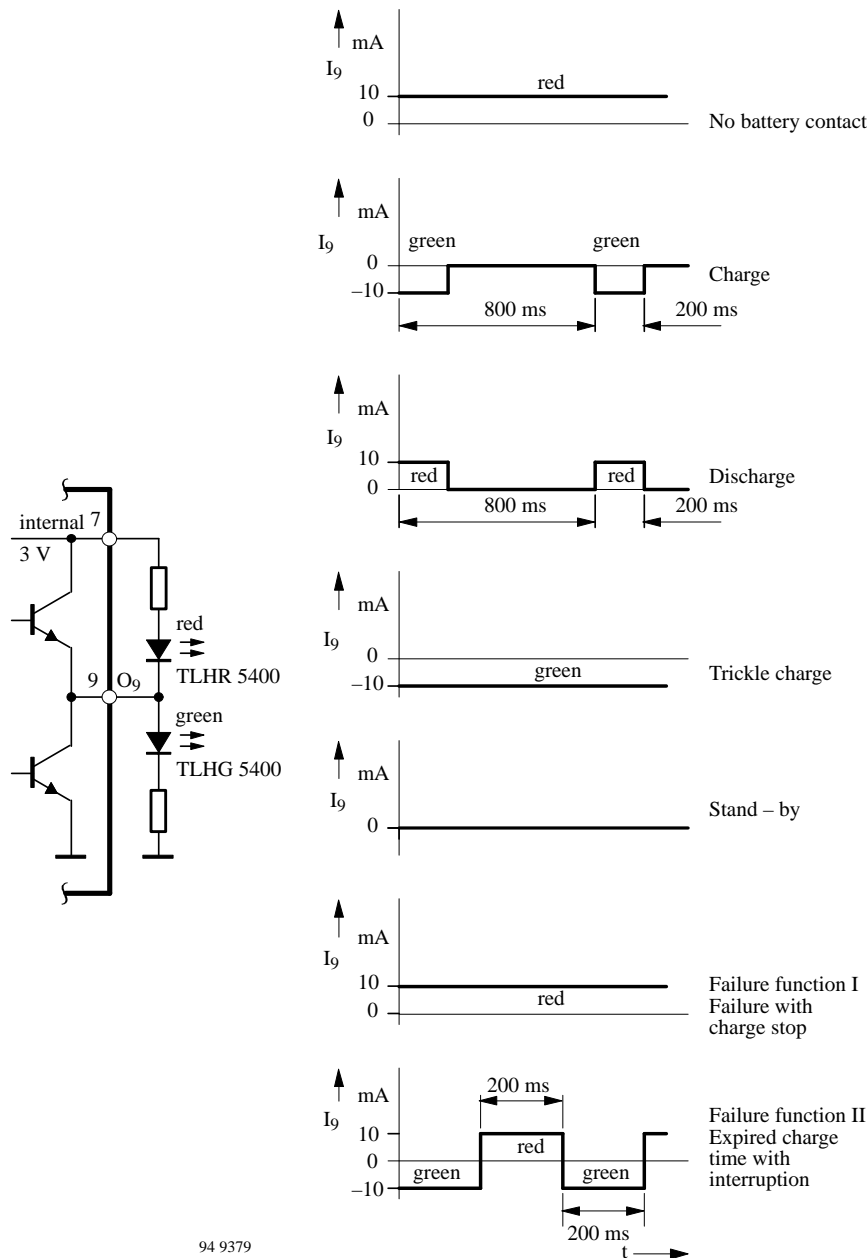 mA
I9
red
10
0
No battery contact
mA
I9
green
green
0
–10
Charge
800 ms
200 ms
mA
I9
10
red
red
0
Discharge
800 ms
200 ms
internal 7
3 V
red
TLHR 5400
9 O9
green
TLHG 5400
mA
I9
0
green
–10
Trickle charge
mA
I9
0
Stand – by
mA
I9
10
red
0
Failure function I
Failure with
charge stop
200 ms
mA
I9
10
red
0
green
green
–10
Failure function II
Expired charge
time with
interruption
200 ms
t
94 9379